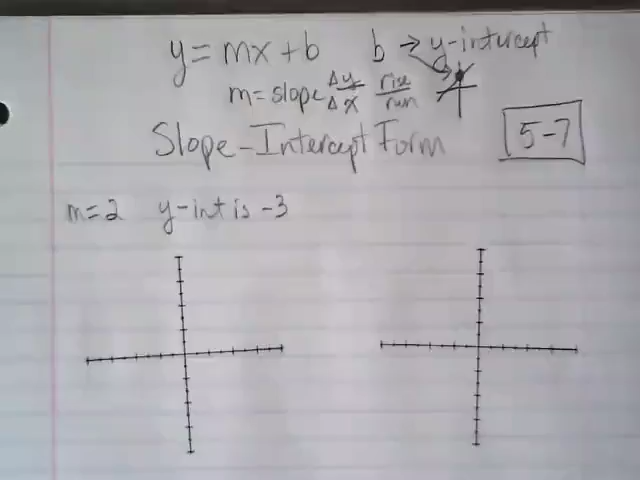 y = mx + b b → y-intercept
m = slope Δy/Δx rise/run
Slope-Intercept Form 5-7
m = 2 y-int is -3